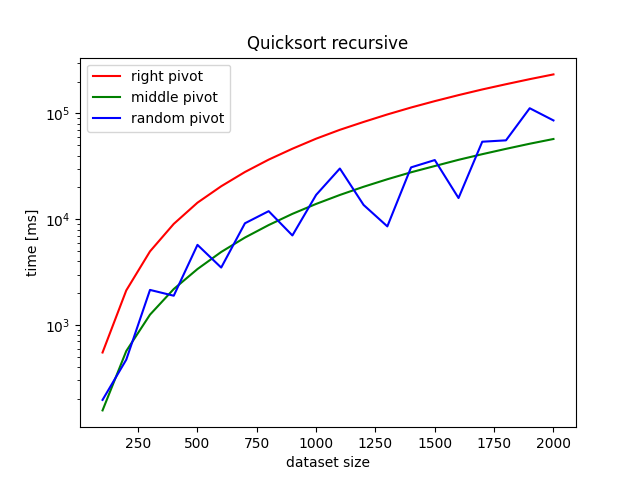 Quicksort recursive
right pivot
middle pivot
random pivot
time [ms]
10^5
10^4
10^3
250 500 750 1000 1250 1500 1750 2000
dataset size